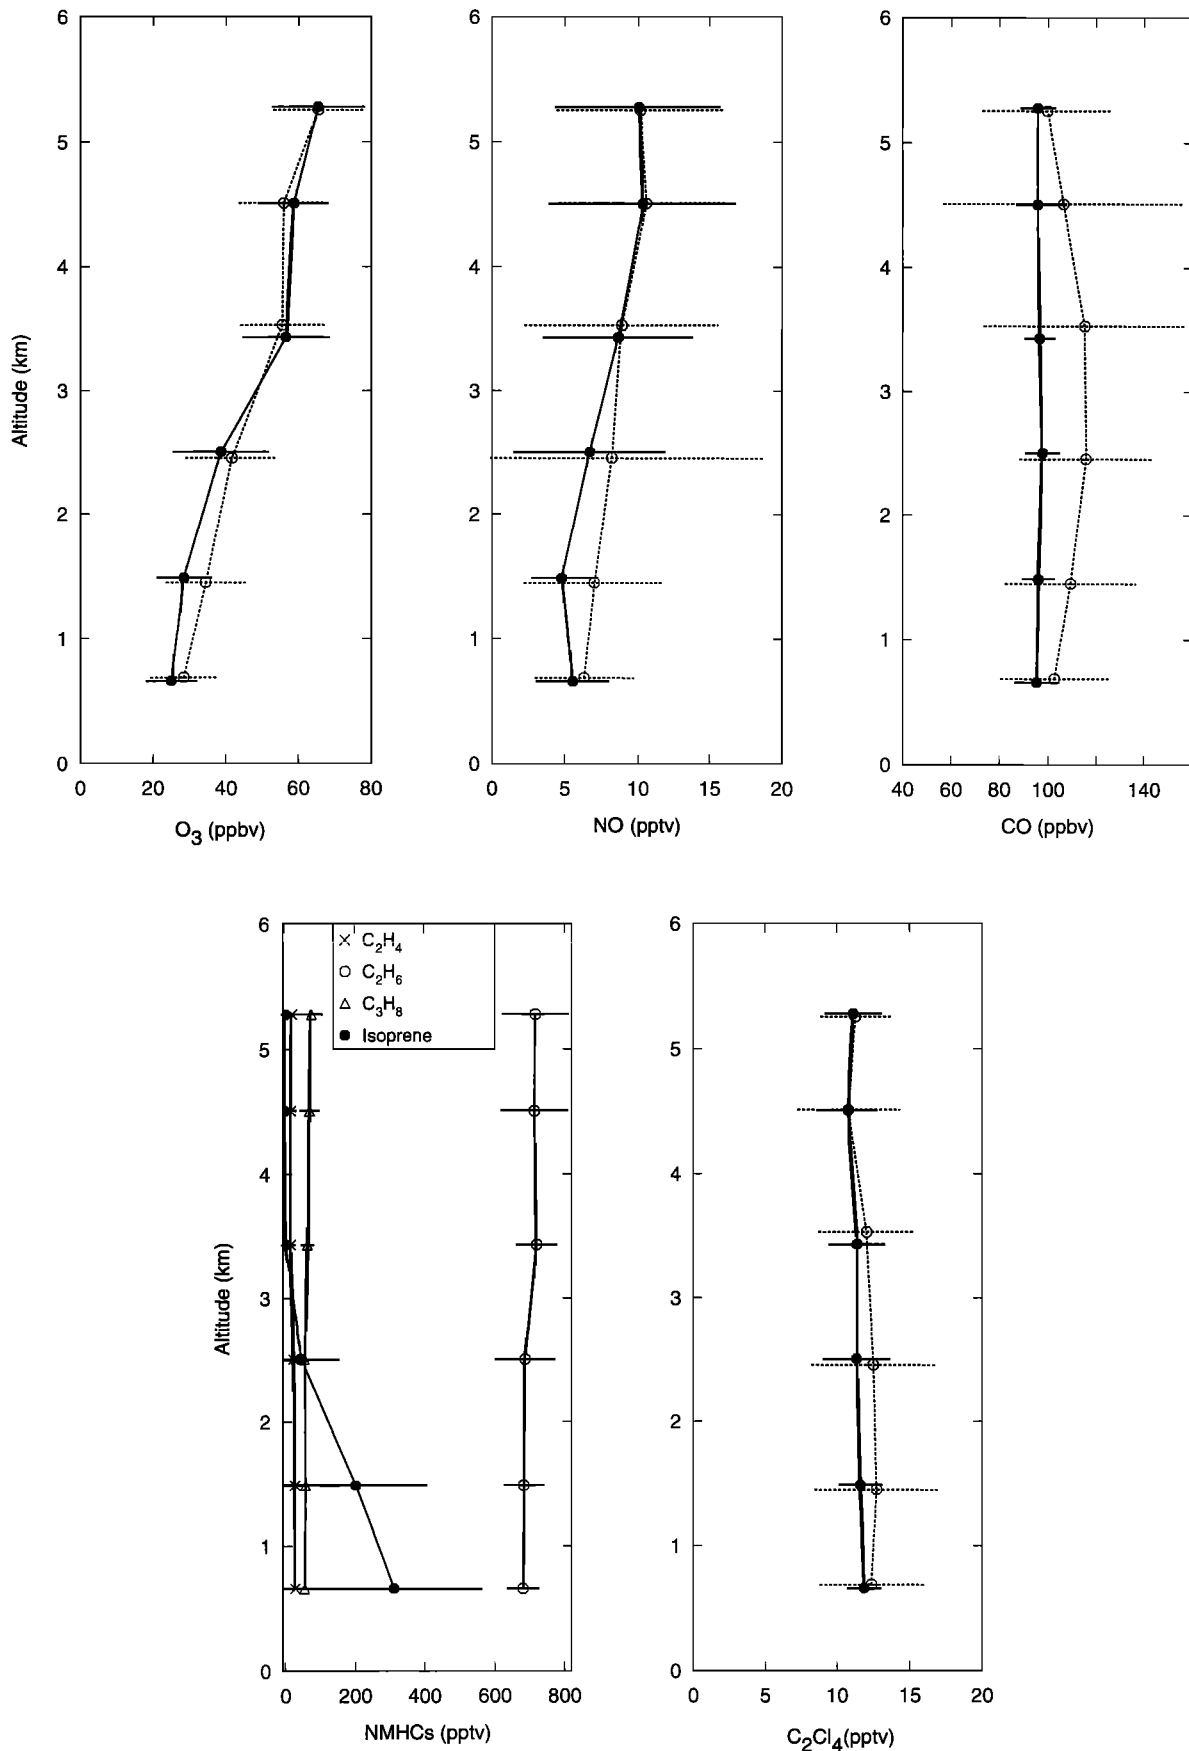 6 6 6
5 5 5
4 4 4
3 3 3
2 2 2
1 1 1
0 0 0
Altitude (km)
0 20 40 60 80
0 5 10 15 20
40 60 80 100 140
O3 (ppbv)
NO (pptv)
CO (ppbv)
6
5
4
3
2
1
0
Altitude (km)
C2H4
C2H6
C3H8
Isoprene
0 200 400 600 800
NMHCs (pptv)
6
5
4
3
2
1
0
0 5 10 15 20
C2Cl4(pptv)